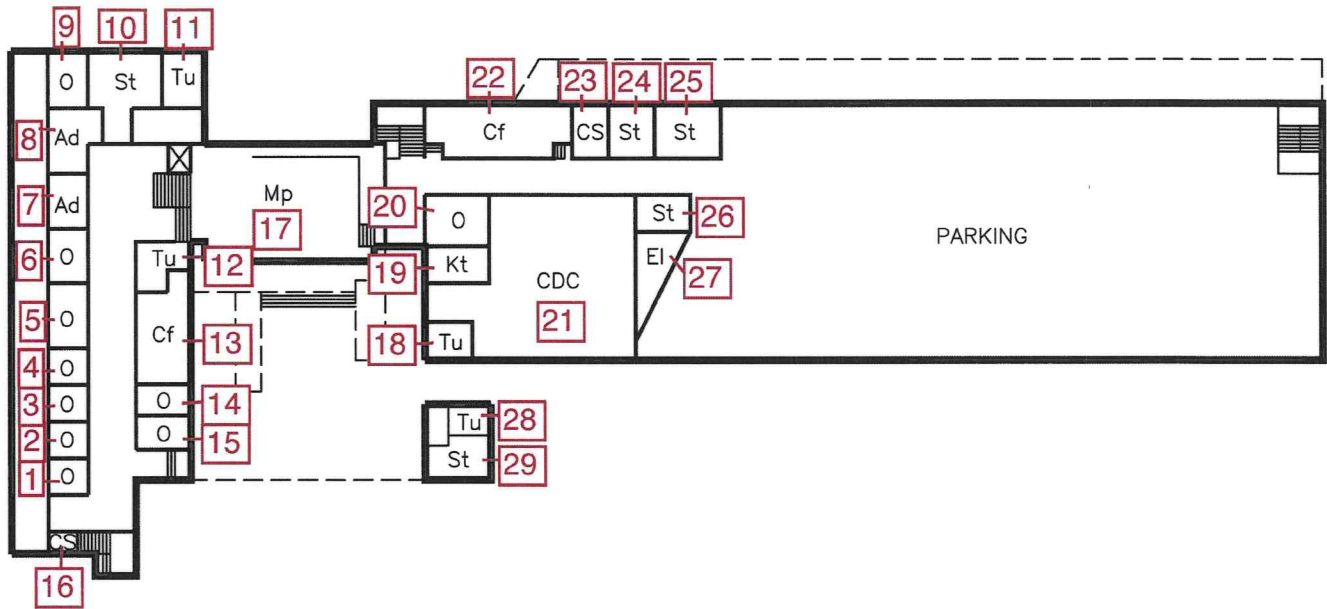 9 10 11
O St Tu
22 23 24 25
Cf CS St St
8 Ad
7 Ad
Mp
17
20 O
St 26
PARKING
6 O
Tu 12
19 Kt
El 27
CDC
21
5 O
Cf 13
18 Tu
4 O
3 O
O 14
2 O
O 15
Tu 28
St 29
1 O
CS
16